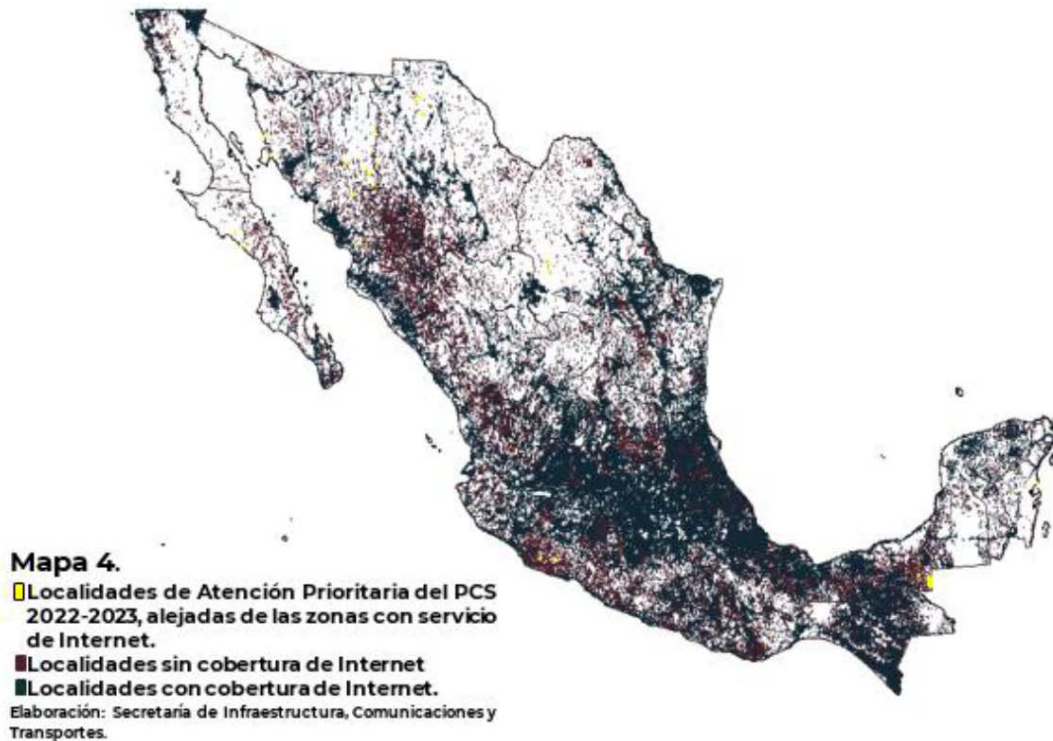 Mapa 4.
Localidades de Atención Prioritaria del PCS
2022-2023, alejadas de las zonas con servicio
de Internet.
Localidades sin cobertura de Internet
Localidades con cobertura de Internet.
Elaboración: Secretaría de Infraestructura, Comunicaciones y
Transportes.